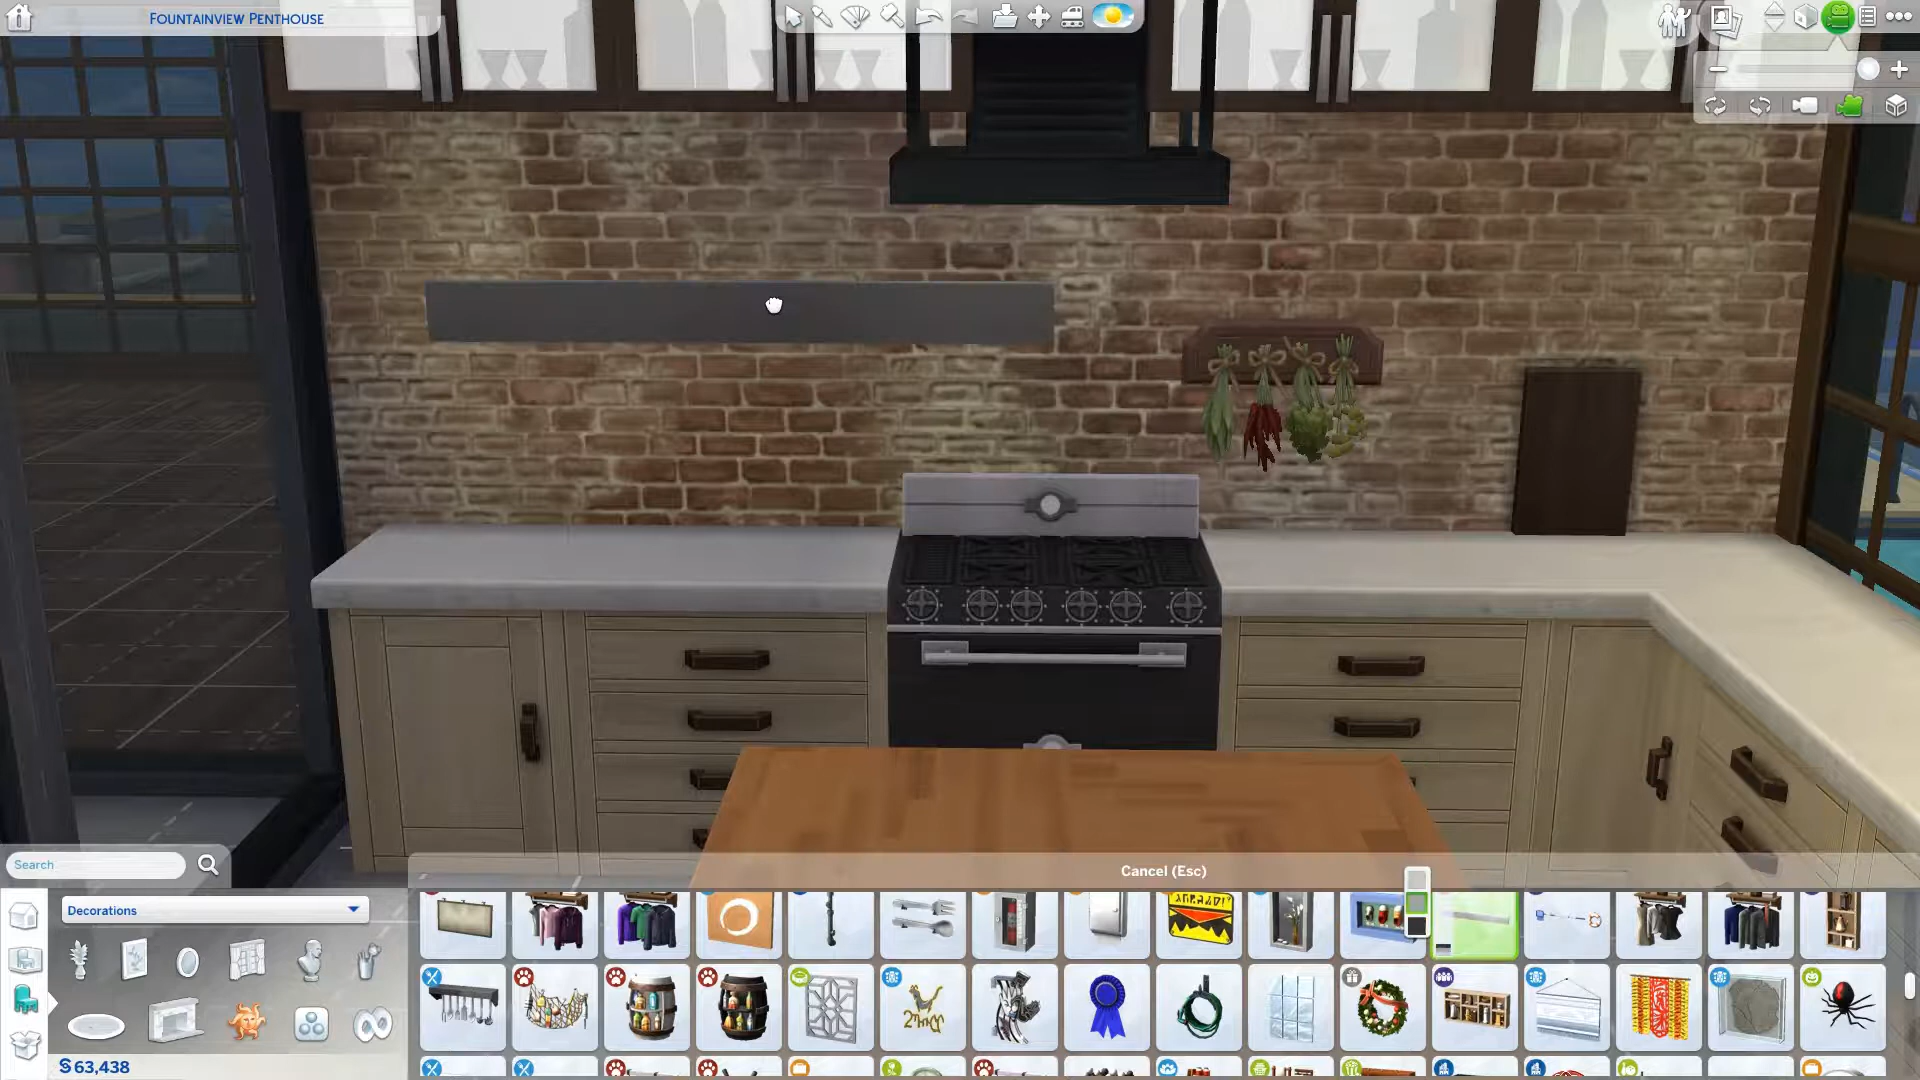 Fountainview Penthouse
Cancel (Esc)
Search
Decorations
63,438